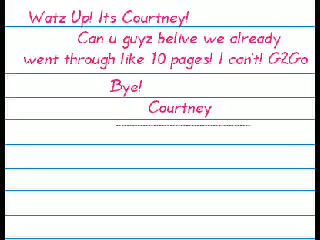 Watz Up! Its Courtney!
Can u guyz belive we already
went through like 10 pages! I can't! G2Go
Bye!
Courtney